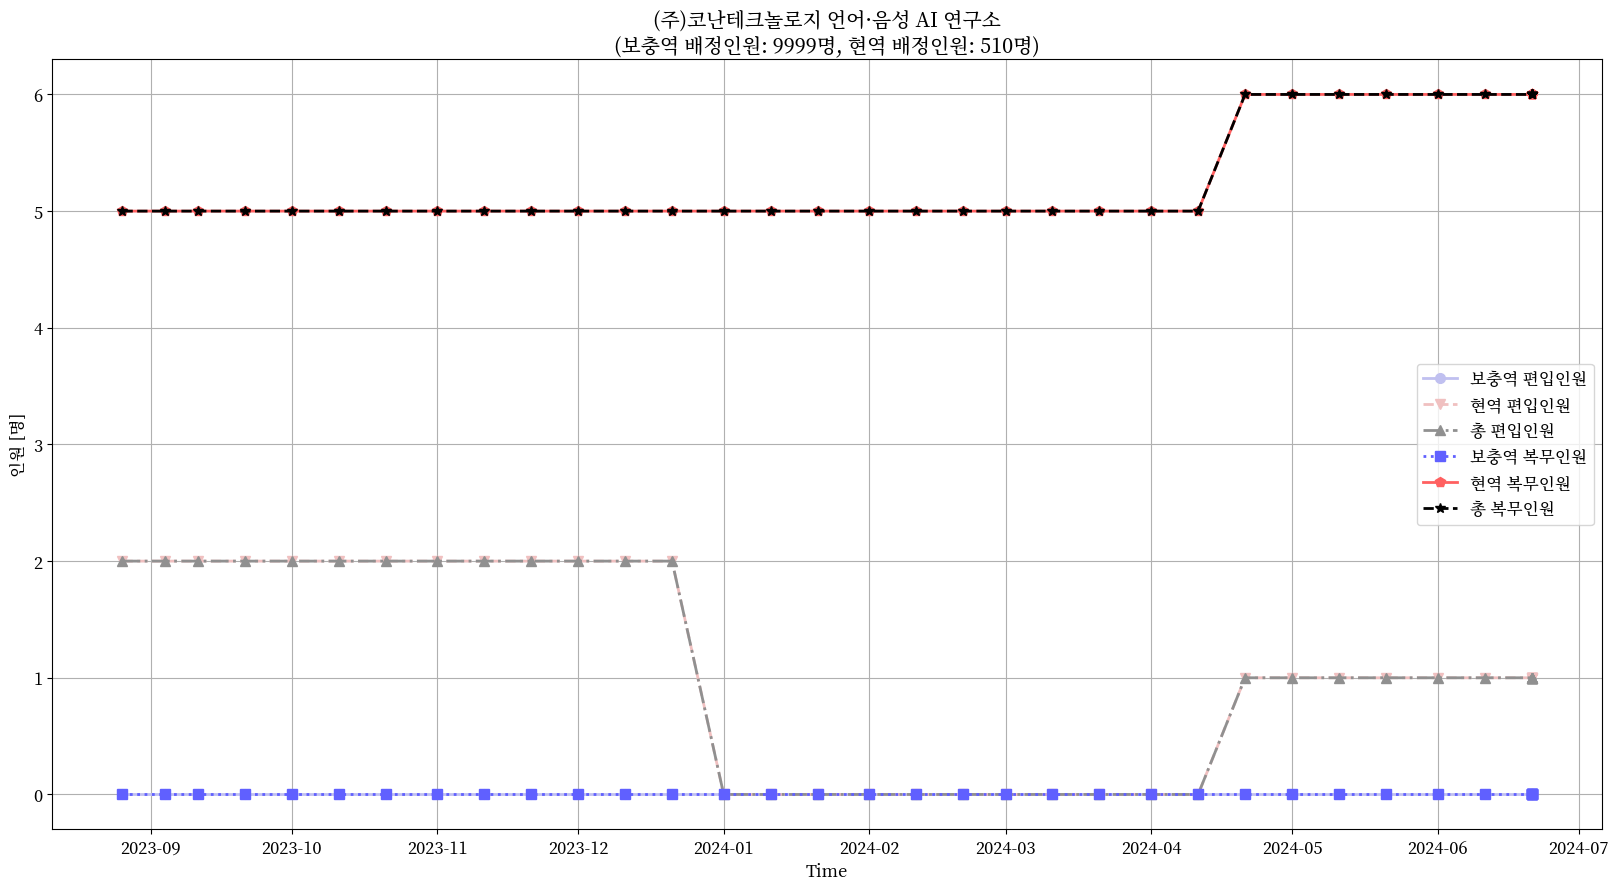 (주)코난테크놀로지 언어·음성 AI 연구소
(보충역 배정인원: 9999명, 현역 배정인원: 510명)
6
5
4
3
2
1
0
인원 [명]
보충역 편입인원
현역 편입인원
총 편입인원
보충역 복무인원
현역 복무인원
총 복무인원
2023-09 2023-10 2023-11 2023-12 2024-01 2024-02 2024-03 2024-04 2024-05 2024-06 2024-07
Time